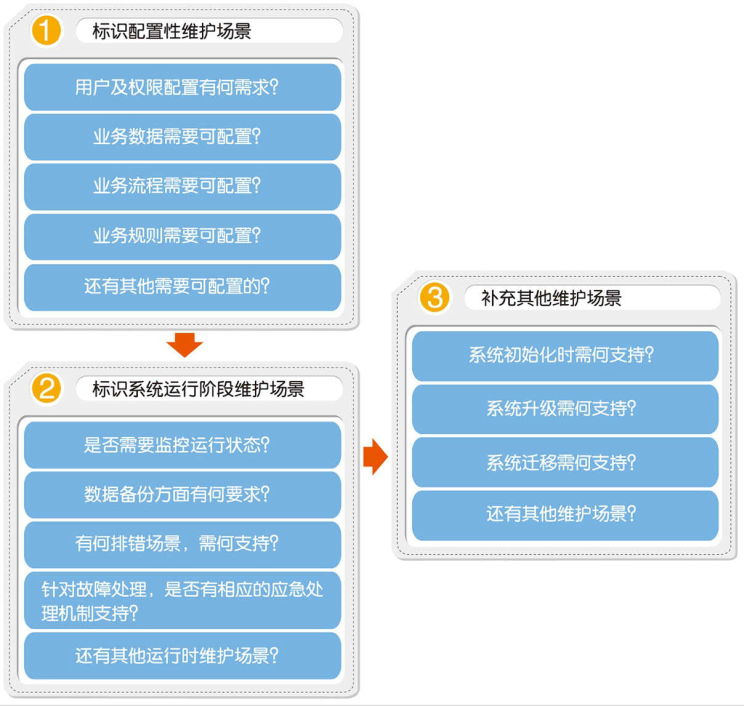 1 标识配置性维护场景
用户及权限配置有何需求?
业务数据需要可配置?
业务流程需要可配置?
业务规则需要可配置?
还有其他需要可配置的?
2 标识系统运行阶段维护场景
是否需要监控运行状态?
数据备份方面有何要求?
有何排错场景，需何支持?
针对故障处理，是否有相应的应急处
理机制支持?
还有其他运行时维护场景?
3 补充其他维护场景
系统初始化时需何支持?
系统升级需何支持?
系统迁移需何支持?
还有其他维护场景?